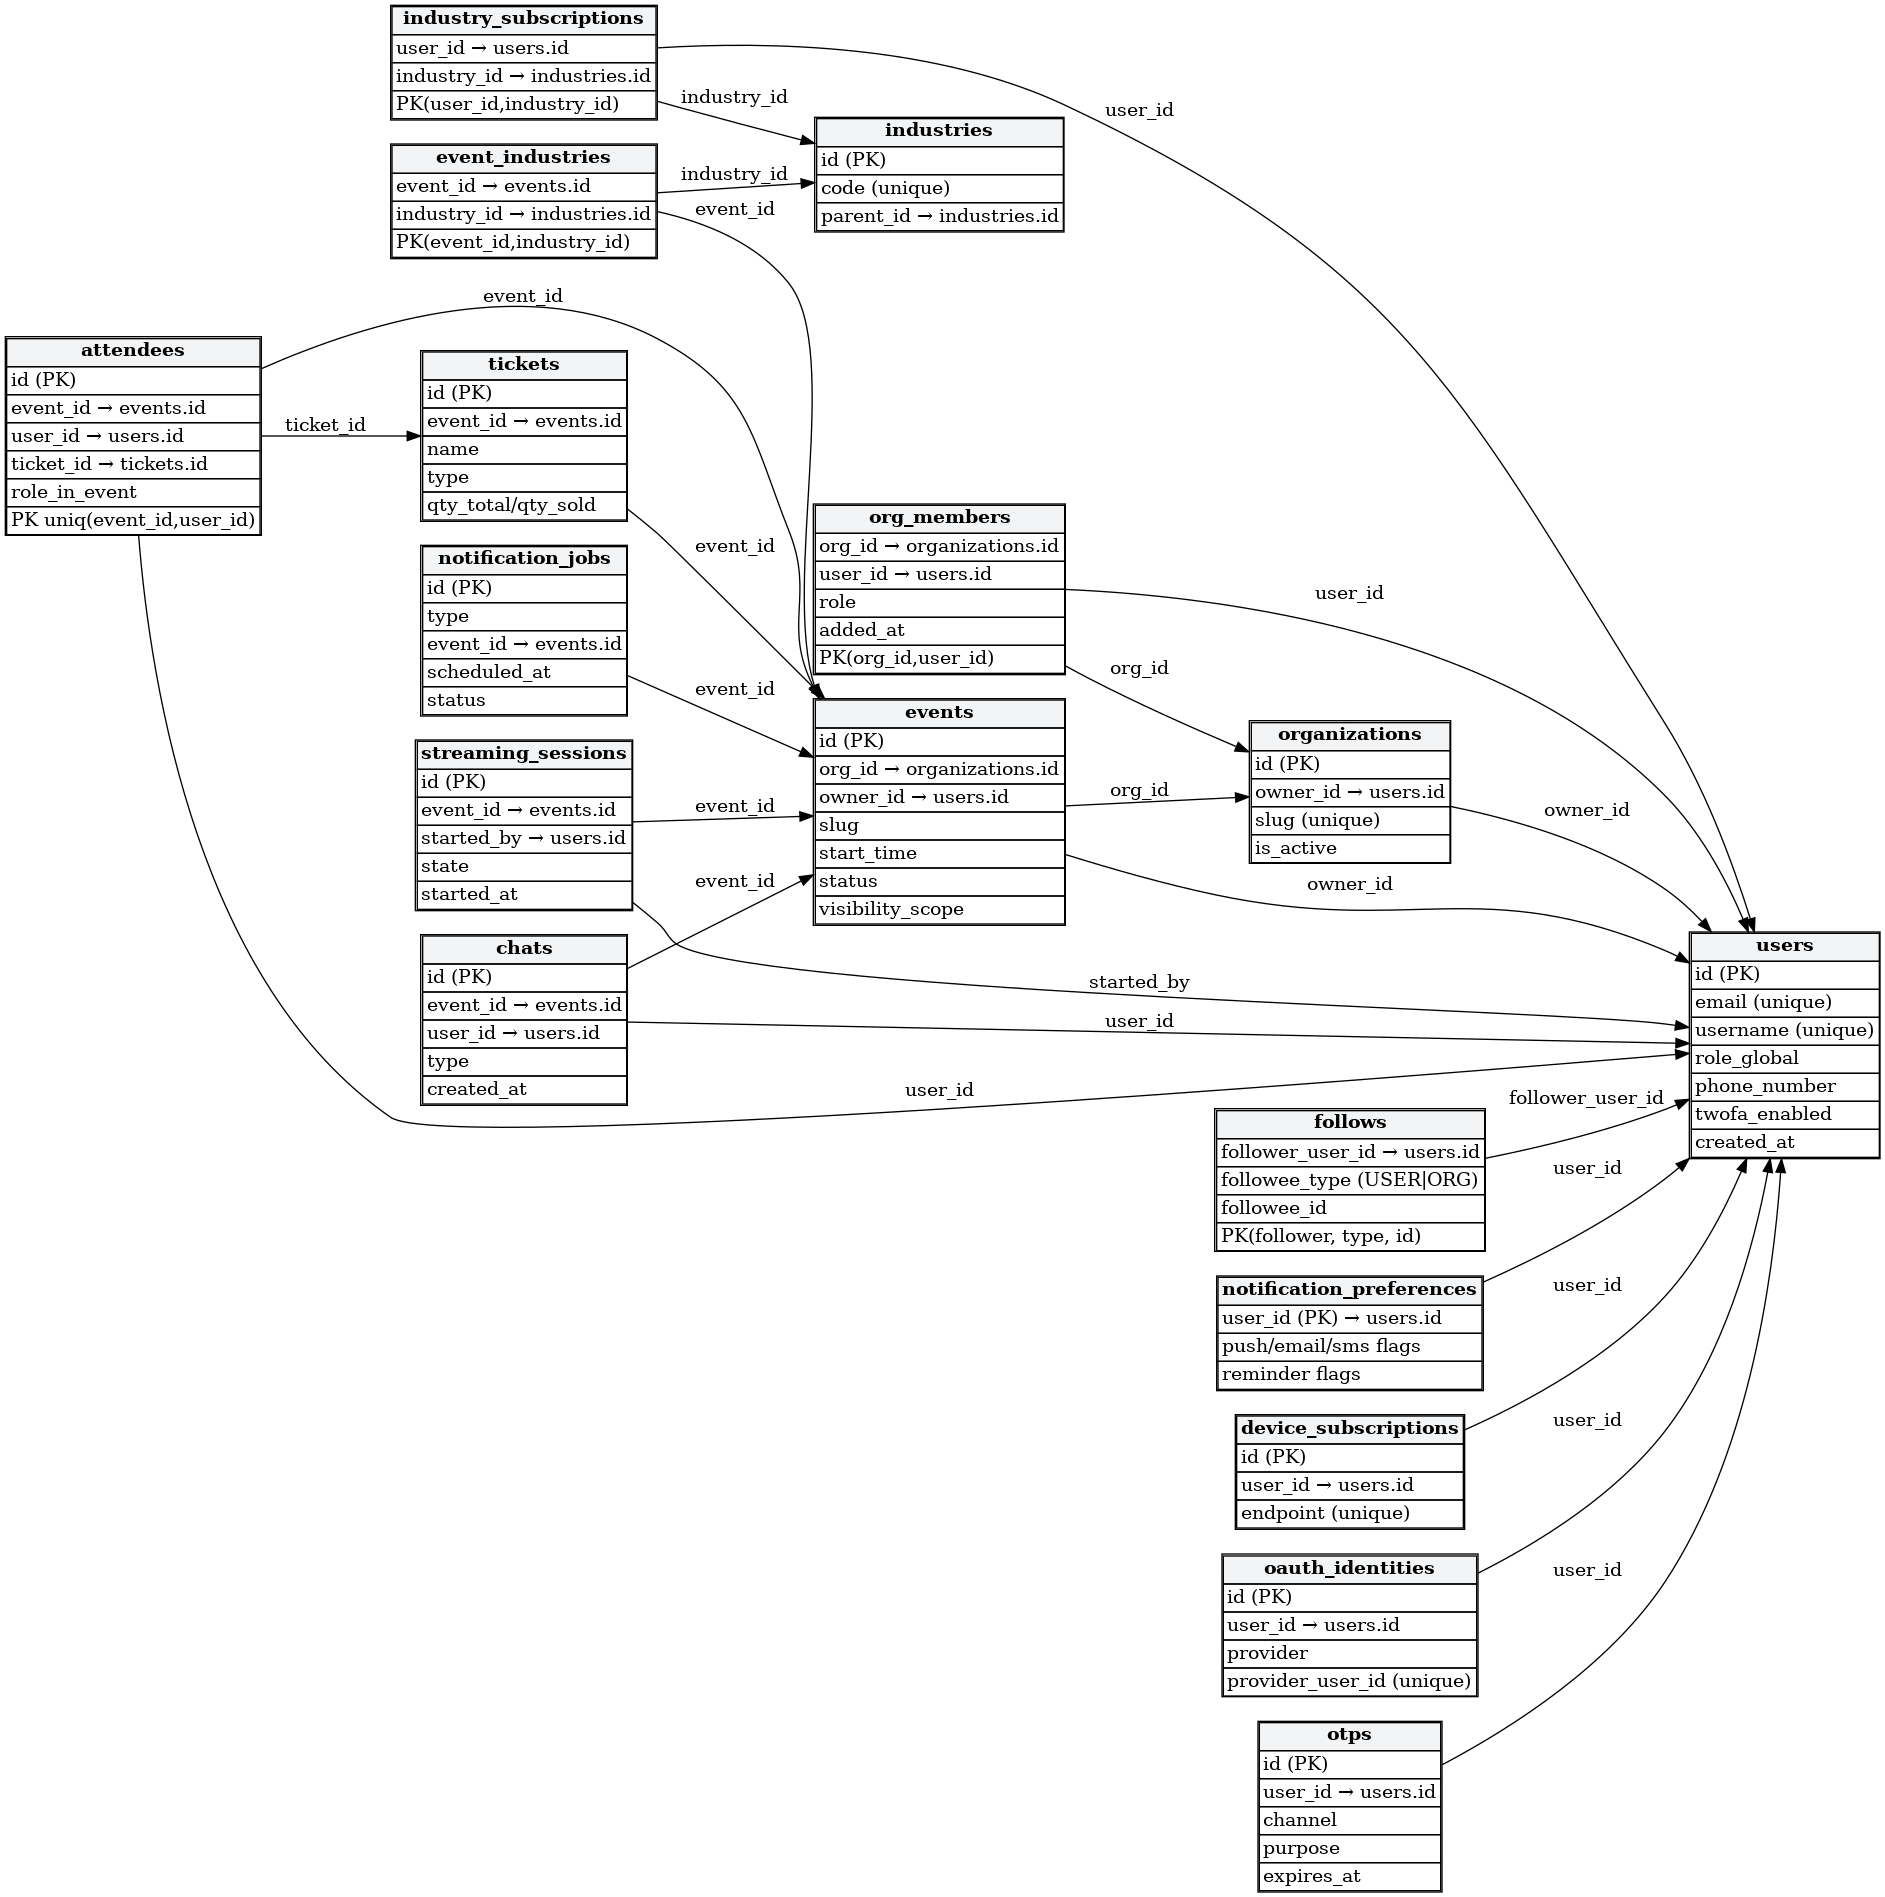 industry_subscriptions
user_id → users.id
industry_id → industries.id
PK(user_id,industry_id)
industry_id
user_id
industries
id (PK)
code (unique)
parent_id → industries.id
event_industries
event_id → events.id
industry_id → industries.id
PK(event_id,industry_id)
industry_id
event_id
event_id
attendees
id (PK)
event_id → events.id
user_id → users.id
ticket_id → tickets.id
role_in_event
PK uniq(event_id,user_id)
ticket_id
tickets
id (PK)
event_id → events.id
name
type
qty_total/qty_sold
event_id
notification_jobs
id (PK)
type
event_id → events.id
scheduled_at
status
event_id
org_members
org_id → organizations.id
user_id → users.id
role
added_at
PK(org_id,user_id)
user_id
org_id
streaming_sessions
id (PK)
event_id → events.id
started_by → users.id
state
started_at
event_id
events
id (PK)
org_id → organizations.id
owner_id → users.id
slug
start_time
status
visibility_scope
org_id
owner_id
organizations
id (PK)
owner_id → users.id
slug (unique)
is_active
owner_id
chats
id (PK)
event_id → events.id
user_id → users.id
type
created_at
event_id
started_by
user_id
user_id
users
id (PK)
email (unique)
username (unique)
role_global
phone_number
twofa_enabled
created_at
follows
follower_user_id → users.id
followee_type (USER|ORG)
followee_id
PK(follower, type, id)
follower_user_id
notification_preferences
user_id (PK) → users.id
push/email/sms flags
reminder flags
user_id
device_subscriptions
id (PK)
user_id → users.id
endpoint (unique)
user_id
oauth_identities
id (PK)
user_id → users.id
provider
provider_user_id (unique)
user_id
otps
id (PK)
user_id → users.id
channel
purpose
expires_at
user_id